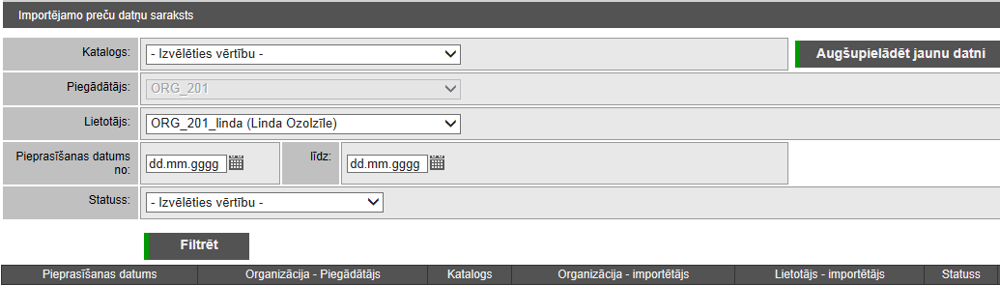 Importējamo preču datņu saraksts
Katalogs:
- Izvēlēties vērtību -
Augšupielādēt jaunu datni
Piegādātājs:
ORG_201
Lietotājs:
ORG_201_linda (Linda Ozolzīle)
Pieprasīšanas datums
no:
dd.mm.gggg
līdz:
dd.mm.gggg
Statuss:
- Izvēlēties vērtību -
Filtrēt
Pieprasīšanas datums
Organizācija - Piegādātājs
Katalogs
Organizācija - importētājs
Lietotājs - importētājs
Statuss